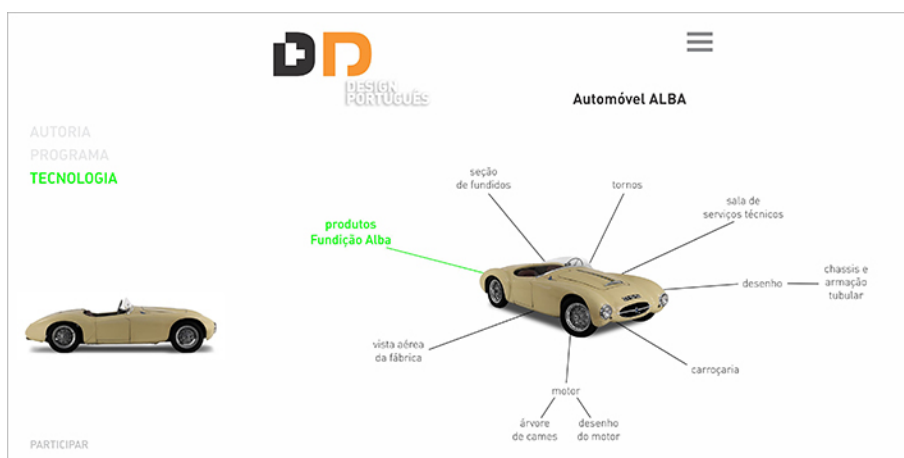 DESIGN
PORTUGUÊS
Automóvel ALBA
AUTORIA
PROGRAMA
TECNOLOGIA
seção
de fundidos
tornos
sala de
serviços técnicos
produtos
Fundição Alba
desenho
chassis e
armação
tubular
vista aérea
da fábrica
carroçaria
motor
árvore
de cames
desenho
do motor
PARTICIPAR